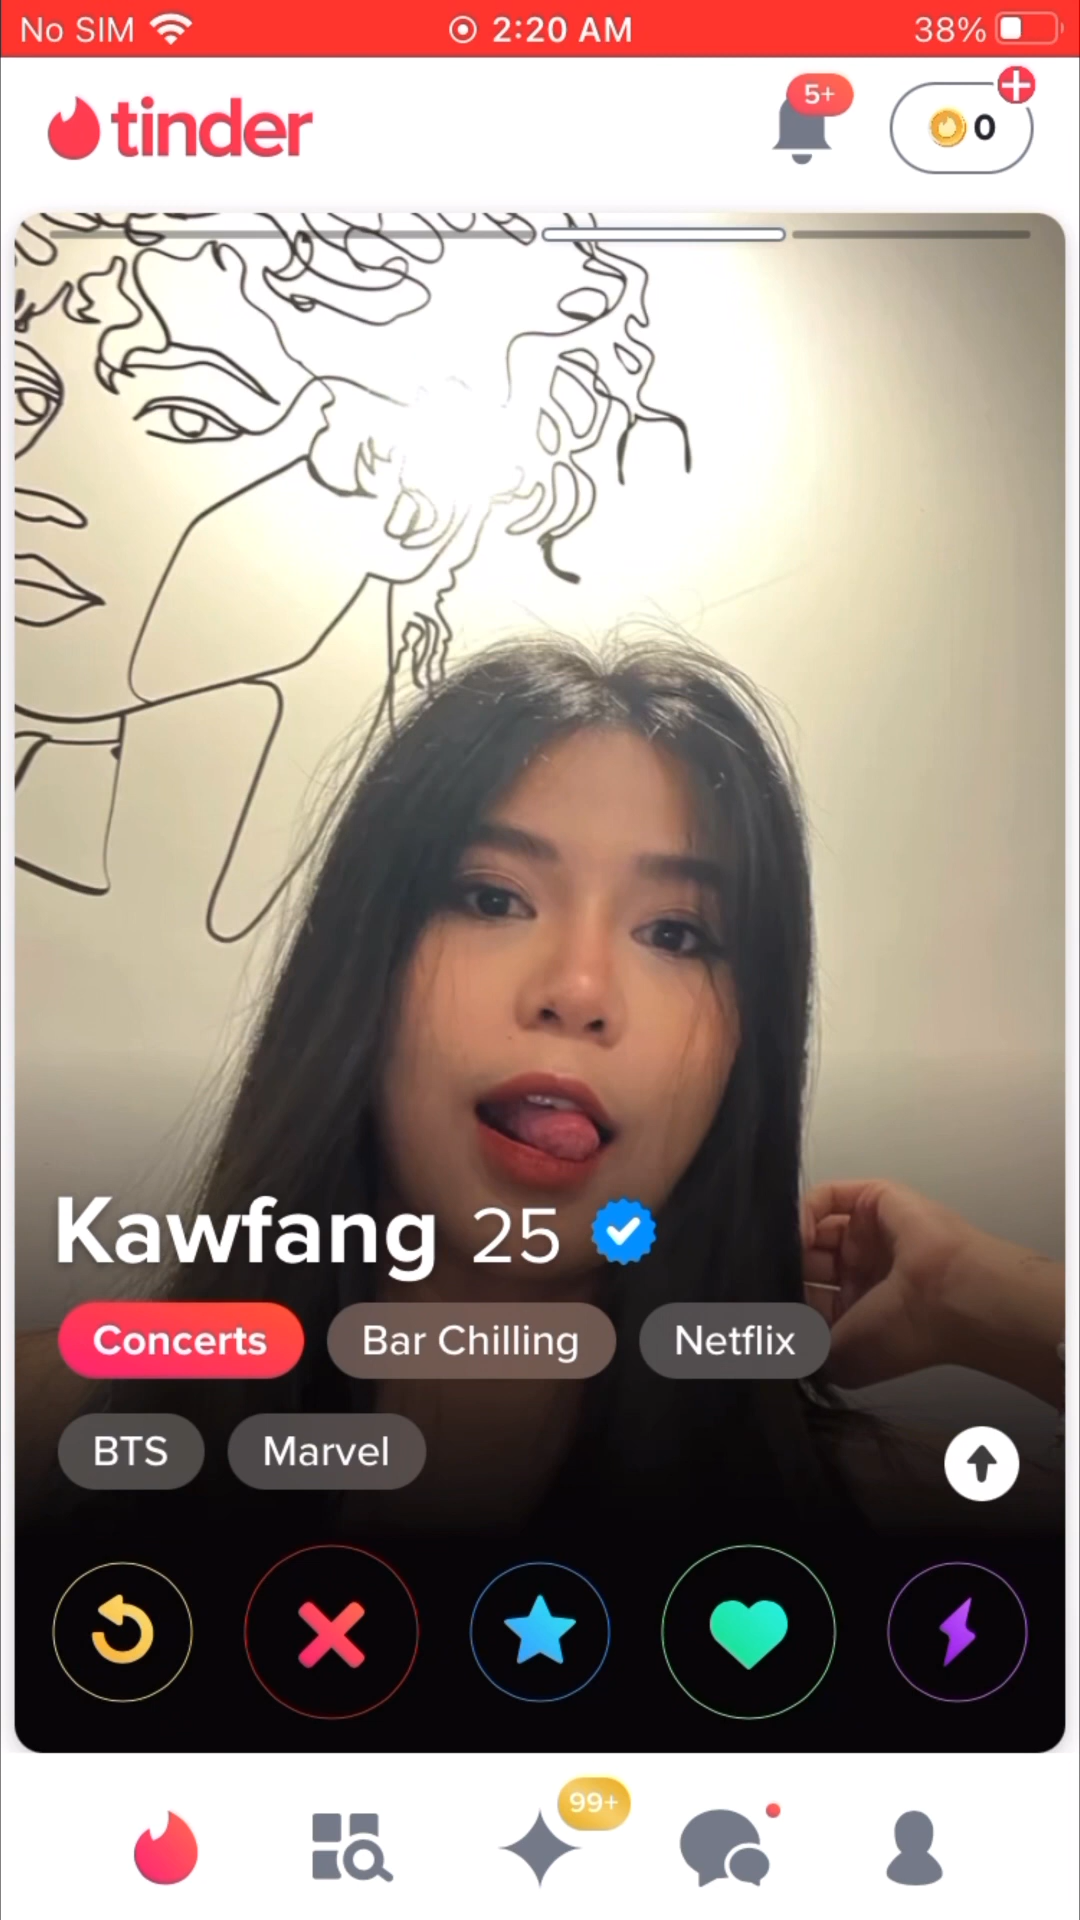 No SIM 2:20 AM 38%
tinder 5+ 0
Kawfang 25
Concerts Bar Chilling Netflix
BTS Marvel
99+